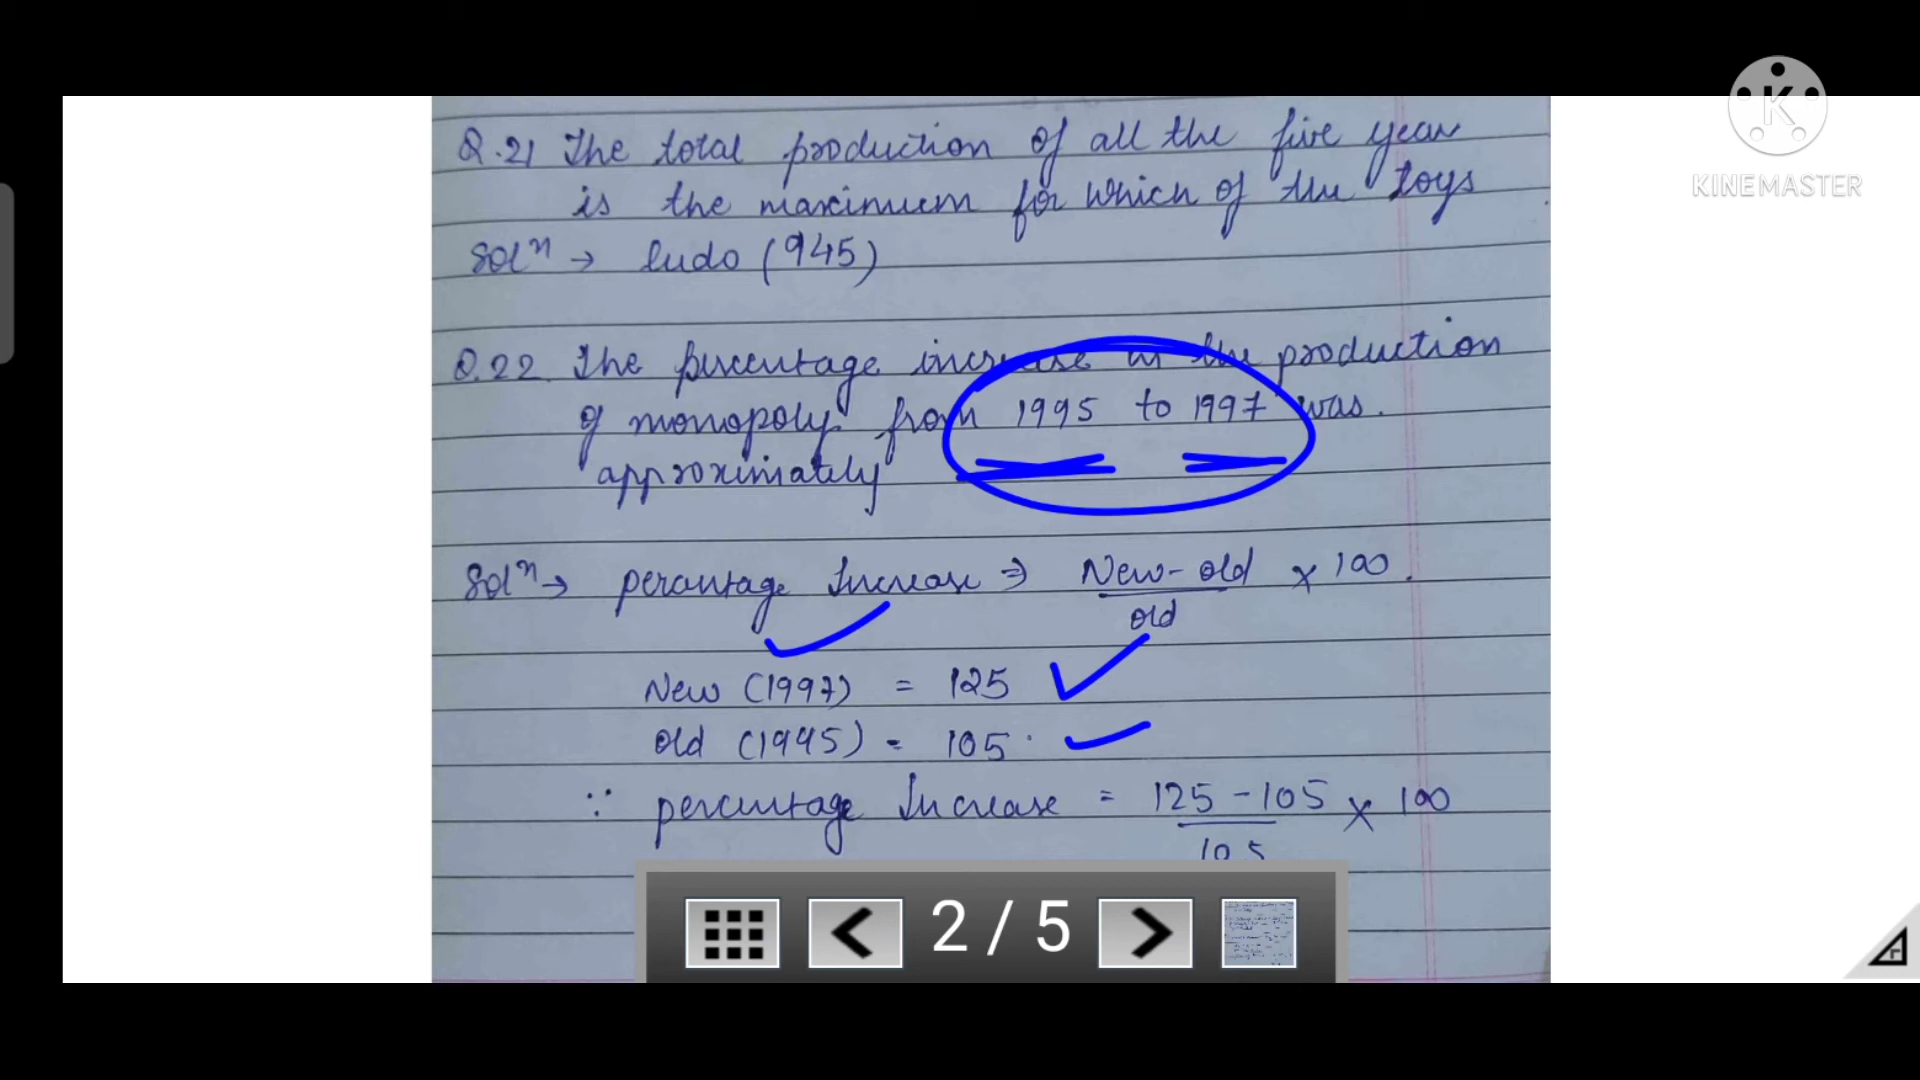 Q.21 The total production of all the five year
is the maximum for which of the toys
Solⁿ → ludo (945)
Q.22 The percentage increase in the production
of monopoly from 1995 to 1997 was.
approximately
Solⁿ → percantage Increase ⇒ New - old × 100.
old
New (1997) = 125
old (1995) = 105
∵ percentage Increase = 125 - 105 × 100
105
2 / 5
K
KINEMASTER